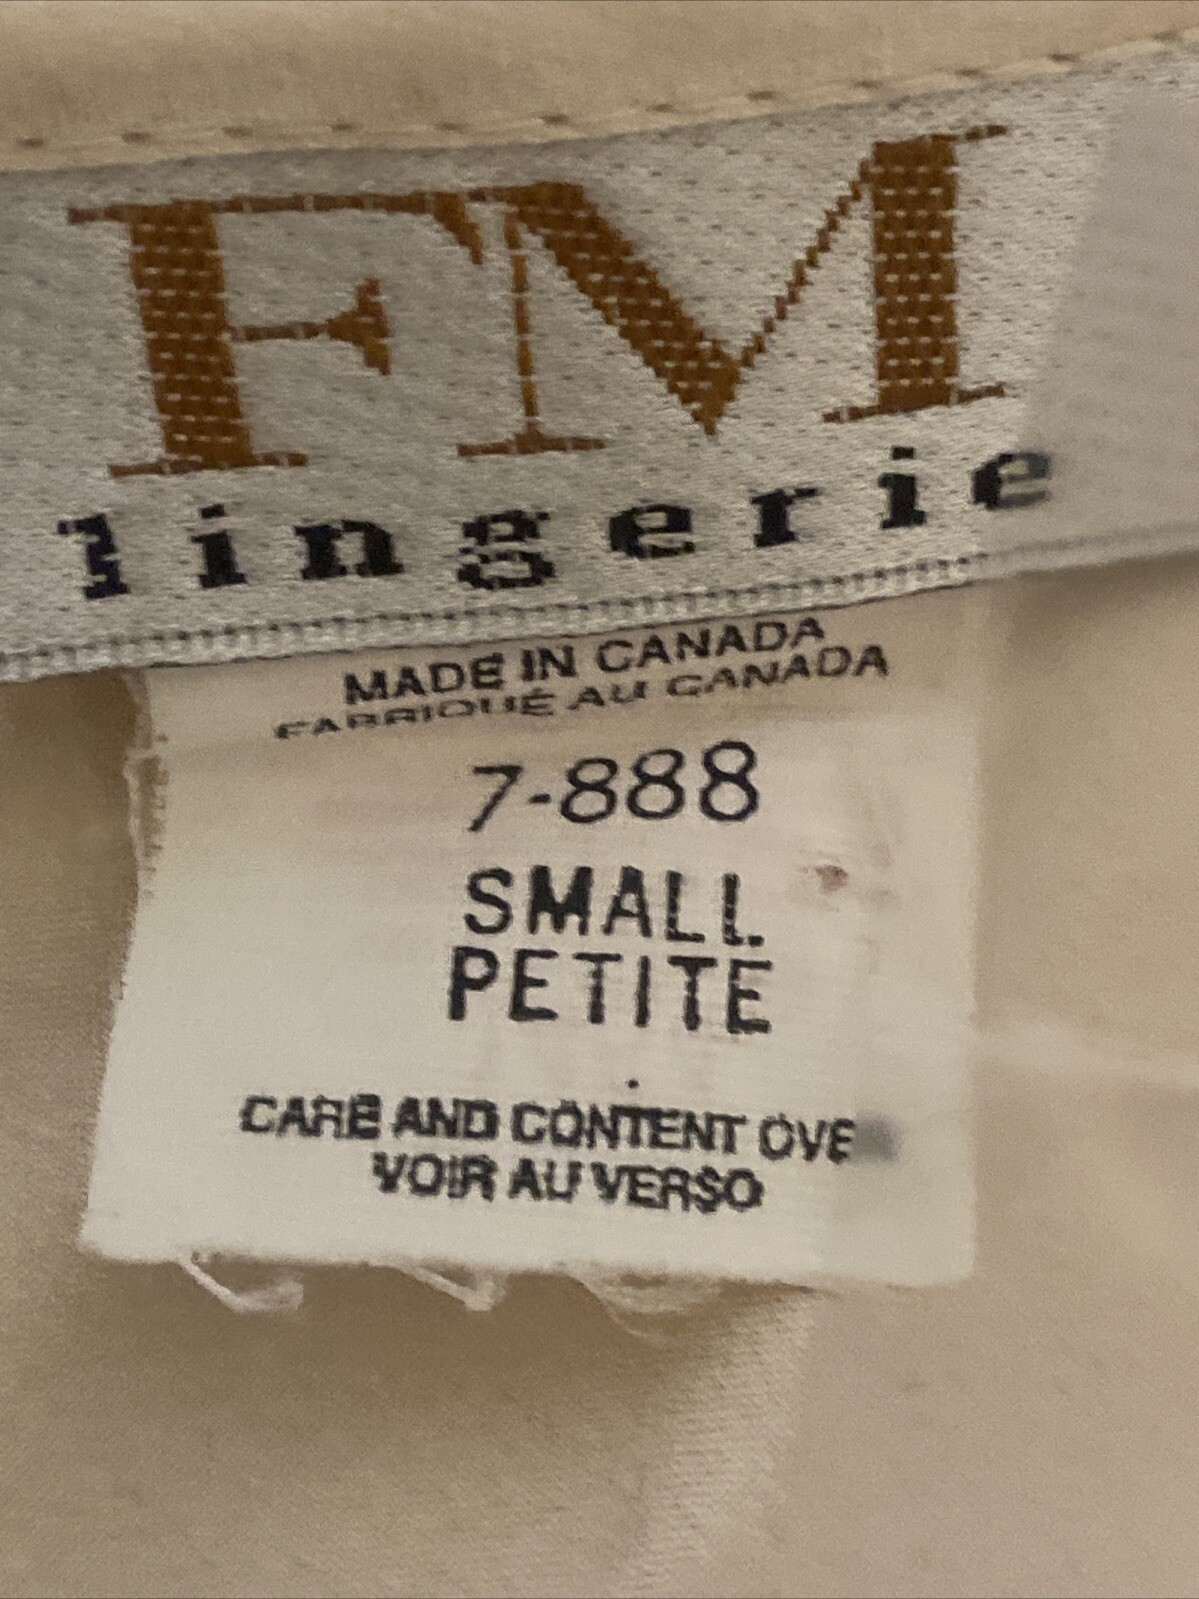 FM
lingerie
MADE IN CANADA
FABRIQUÉ AU CANADA
7-888
SMALL
PETITE
CARE AND CONTENT OVE
VOIR AU VERSO